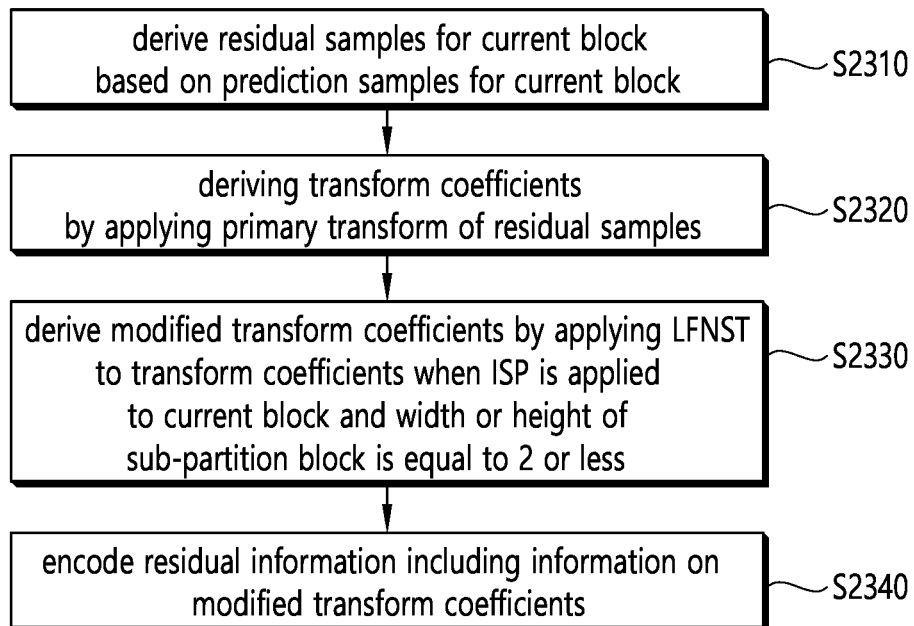 derive residual samples for current block
based on prediction samples for current block
S2310
deriving transform coefficients
by applying primary transform of residual samples
S2320
derive modified transform coefficients by applying LFNST
to transform coefficients when ISP is applied
to current block and width or height of
sub-partition block is equal to 2 or less
S2330
encode residual information including information on
modified transform coefficients
S2340